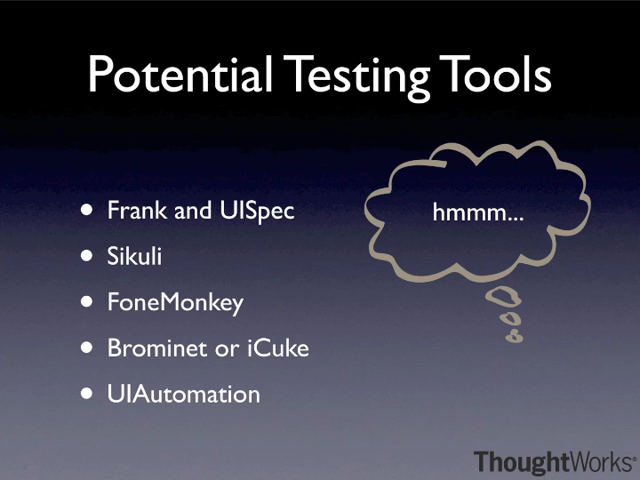 Potential Testing Tools
• Frank and UISpec
hmmm...
• Sikuli
• FoneMonkey
• Brominet or iCuke
• UIAutomation
ThoughtWorks®